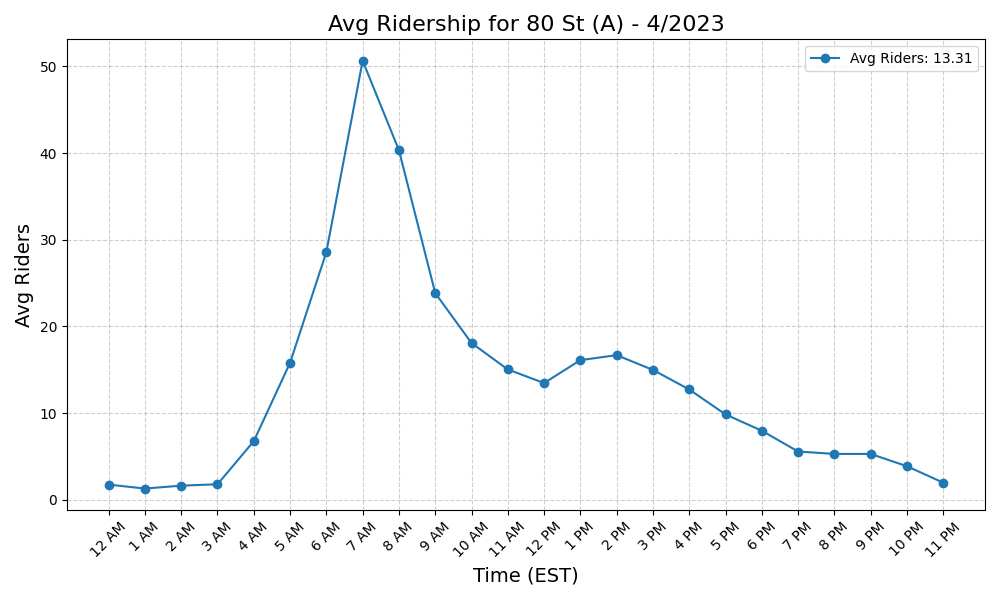 Avg Ridership for 80 St (A) - 4/2023
Avg Riders: 13.31
Avg Riders
50
40
30
20
10
0
12 AM
1 AM
2 AM
3 AM
4 AM
5 AM
6 AM
7 AM
8 AM
9 AM
10 AM
11 AM
12 PM
1 PM
2 PM
3 PM
4 PM
5 PM
6 PM
7 PM
8 PM
9 PM
10 PM
11 PM
Time (EST)